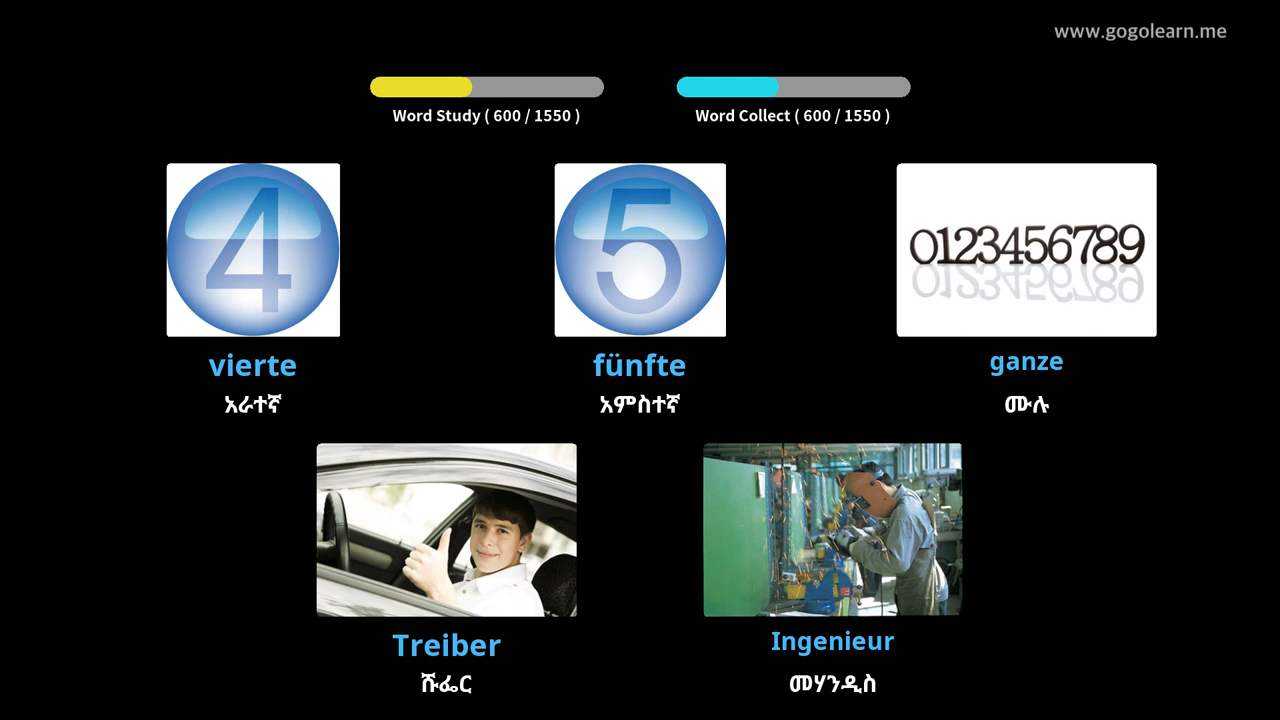 www.gogolearn.me
Word Study ( 600 / 1550 )
Word Collect ( 600 / 1550 )
4
5
0123456789
vierte
fünfte
ganze
አራተኛ
አምስተኛ
ሙሉ
Treiber
Ingenieur
ሹፌር
መሃንዲስ